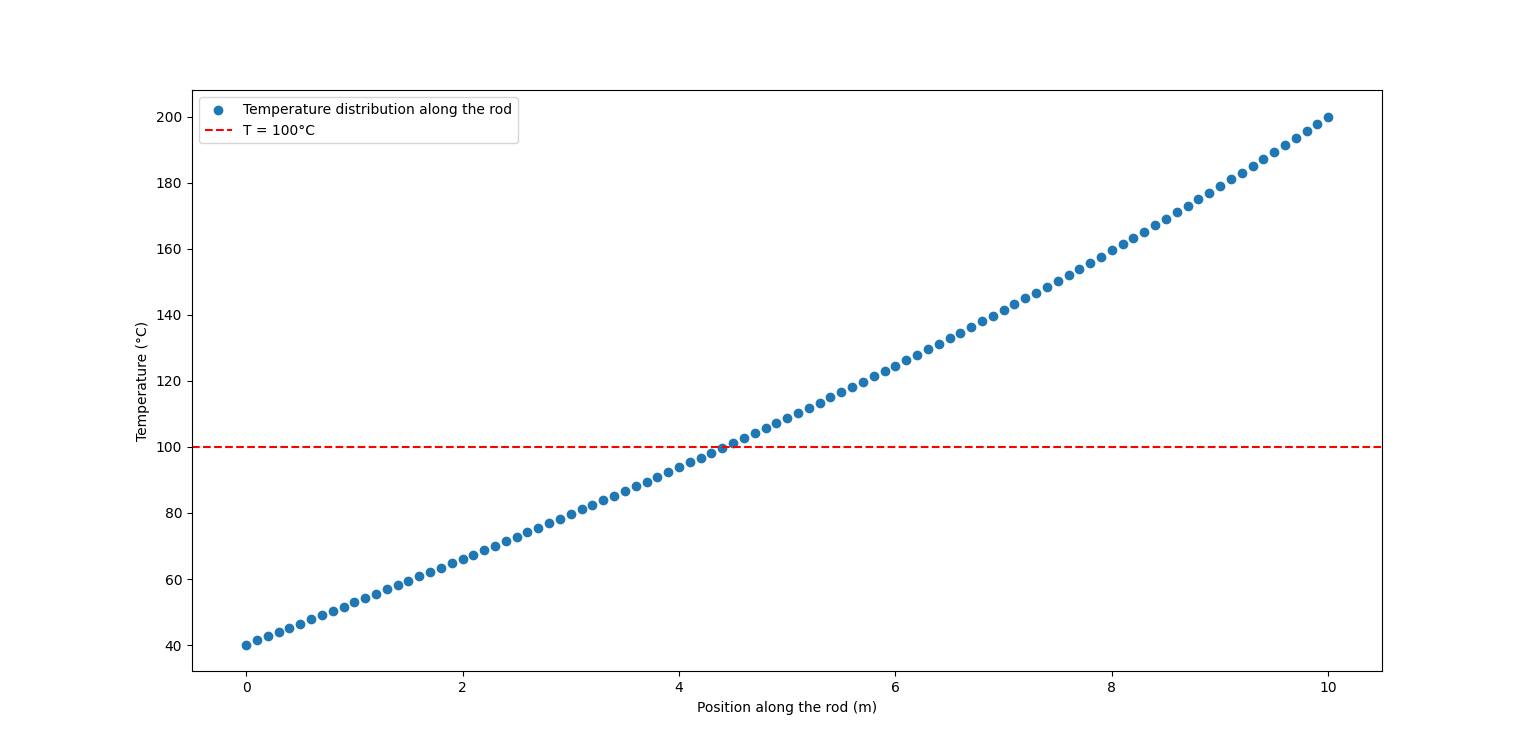 Temperature distribution along the rod
T = 100°C
200
180
160
140
120
100
80
60
40
Temperature (°C)
0 2 4 6 8 10
Position along the rod (m)